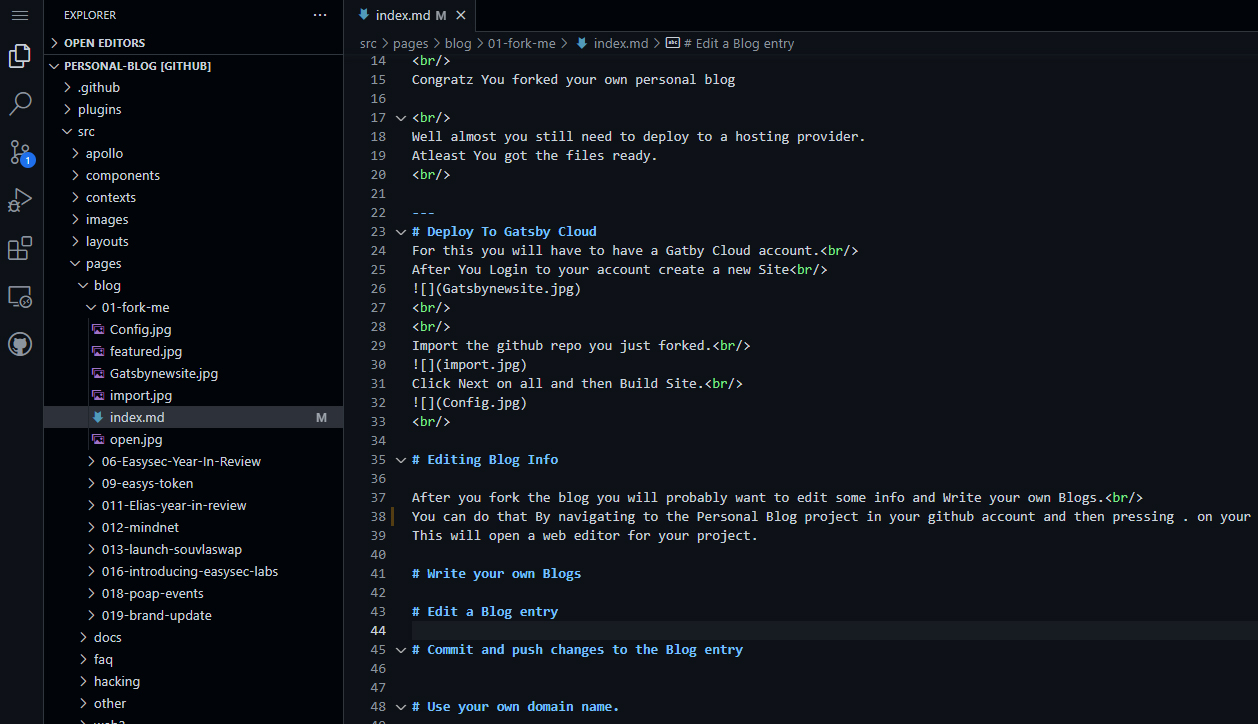 EXPLORER
OPEN EDITORS
PERSONAL-BLOG [GITHUB]
.github
plugins
src
apollo
components
contexts
images
layouts
pages
blog
01-fork-me
Config.jpg
featured.jpg
Gatsbynewsite.jpg
import.jpg
index.md M
open.jpg
06-Easysec-Year-In-Review
09-easys-token
011-Elias-year-in-review
012-mindnet
013-launch-souvlaswap
016-introducing-easysec-labs
018-poap-events
019-brand-update
docs
faq
hacking
other
1
index.md M
src > pages > blog > 01-fork-me > index.md > abc # Edit a Blog entry
14 <br/>
15 Congratz You forked your own personal blog
16
17 <br/>
18 Well almost you still need to deploy to a hosting provider.
19 Atleast You got the files ready.
20 <br/>
21
22 ---
23 # Deploy To Gatsby Cloud
24 For this you will have to have a Gatby Cloud account.<br/>
25 After You Login to your account create a new Site<br/>
26 ![](Gatsbynewsite.jpg)
27 <br/>
28 <br/>
29 Import the github repo you just forked.<br/>
30 ![](import.jpg)
31 Click Next on all and then Build Site.<br/>
32 ![](Config.jpg)
33 <br/>
34
35 # Editing Blog Info
36
37 After you fork the blog you will probably want to edit some info and Write your own Blogs.<br/>
38 You can do that By navigating to the Personal Blog project in your github account and then pressing . on your
39 This will open a web editor for your project.
40
41 # Write your own Blogs
42
43 # Edit a Blog entry
44
45 # Commit and push changes to the Blog entry
46
47
48 # Use your own domain name.